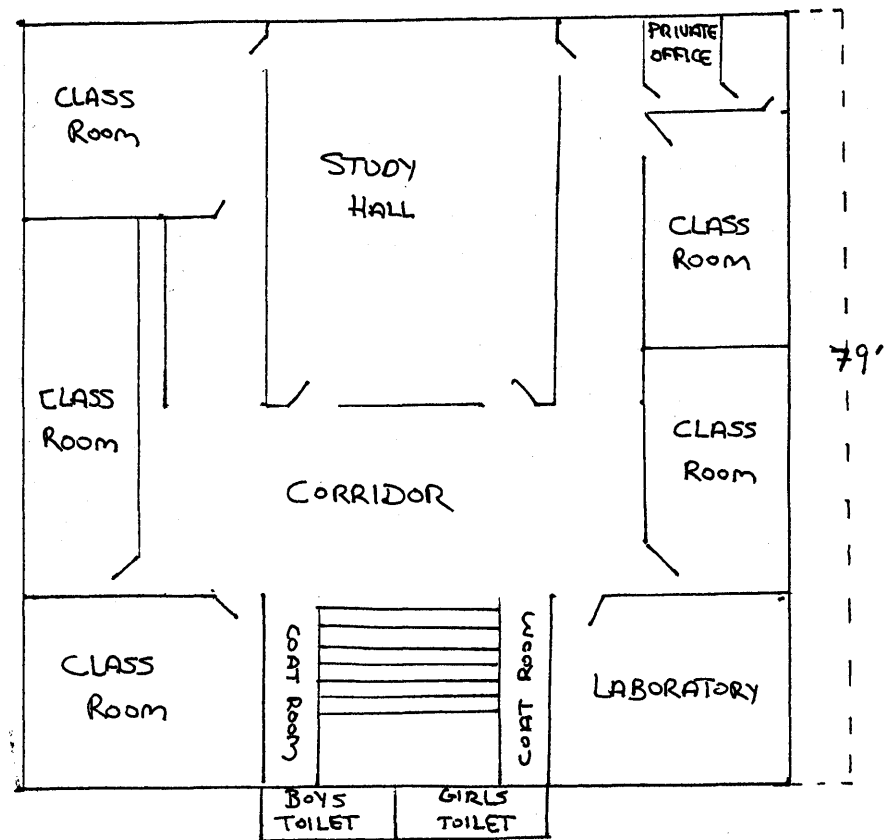 PRIVATE
OFFICE
CLASS
Room
STUDY
HALL
CLASS
Room
79'
CLASS
Room
CLASS
Room
CORRIDOR
CLASS
Room
COAT ROOM
COAT ROOM
LABORATORY
BOYS
TOILET
GIRLS
TOILET